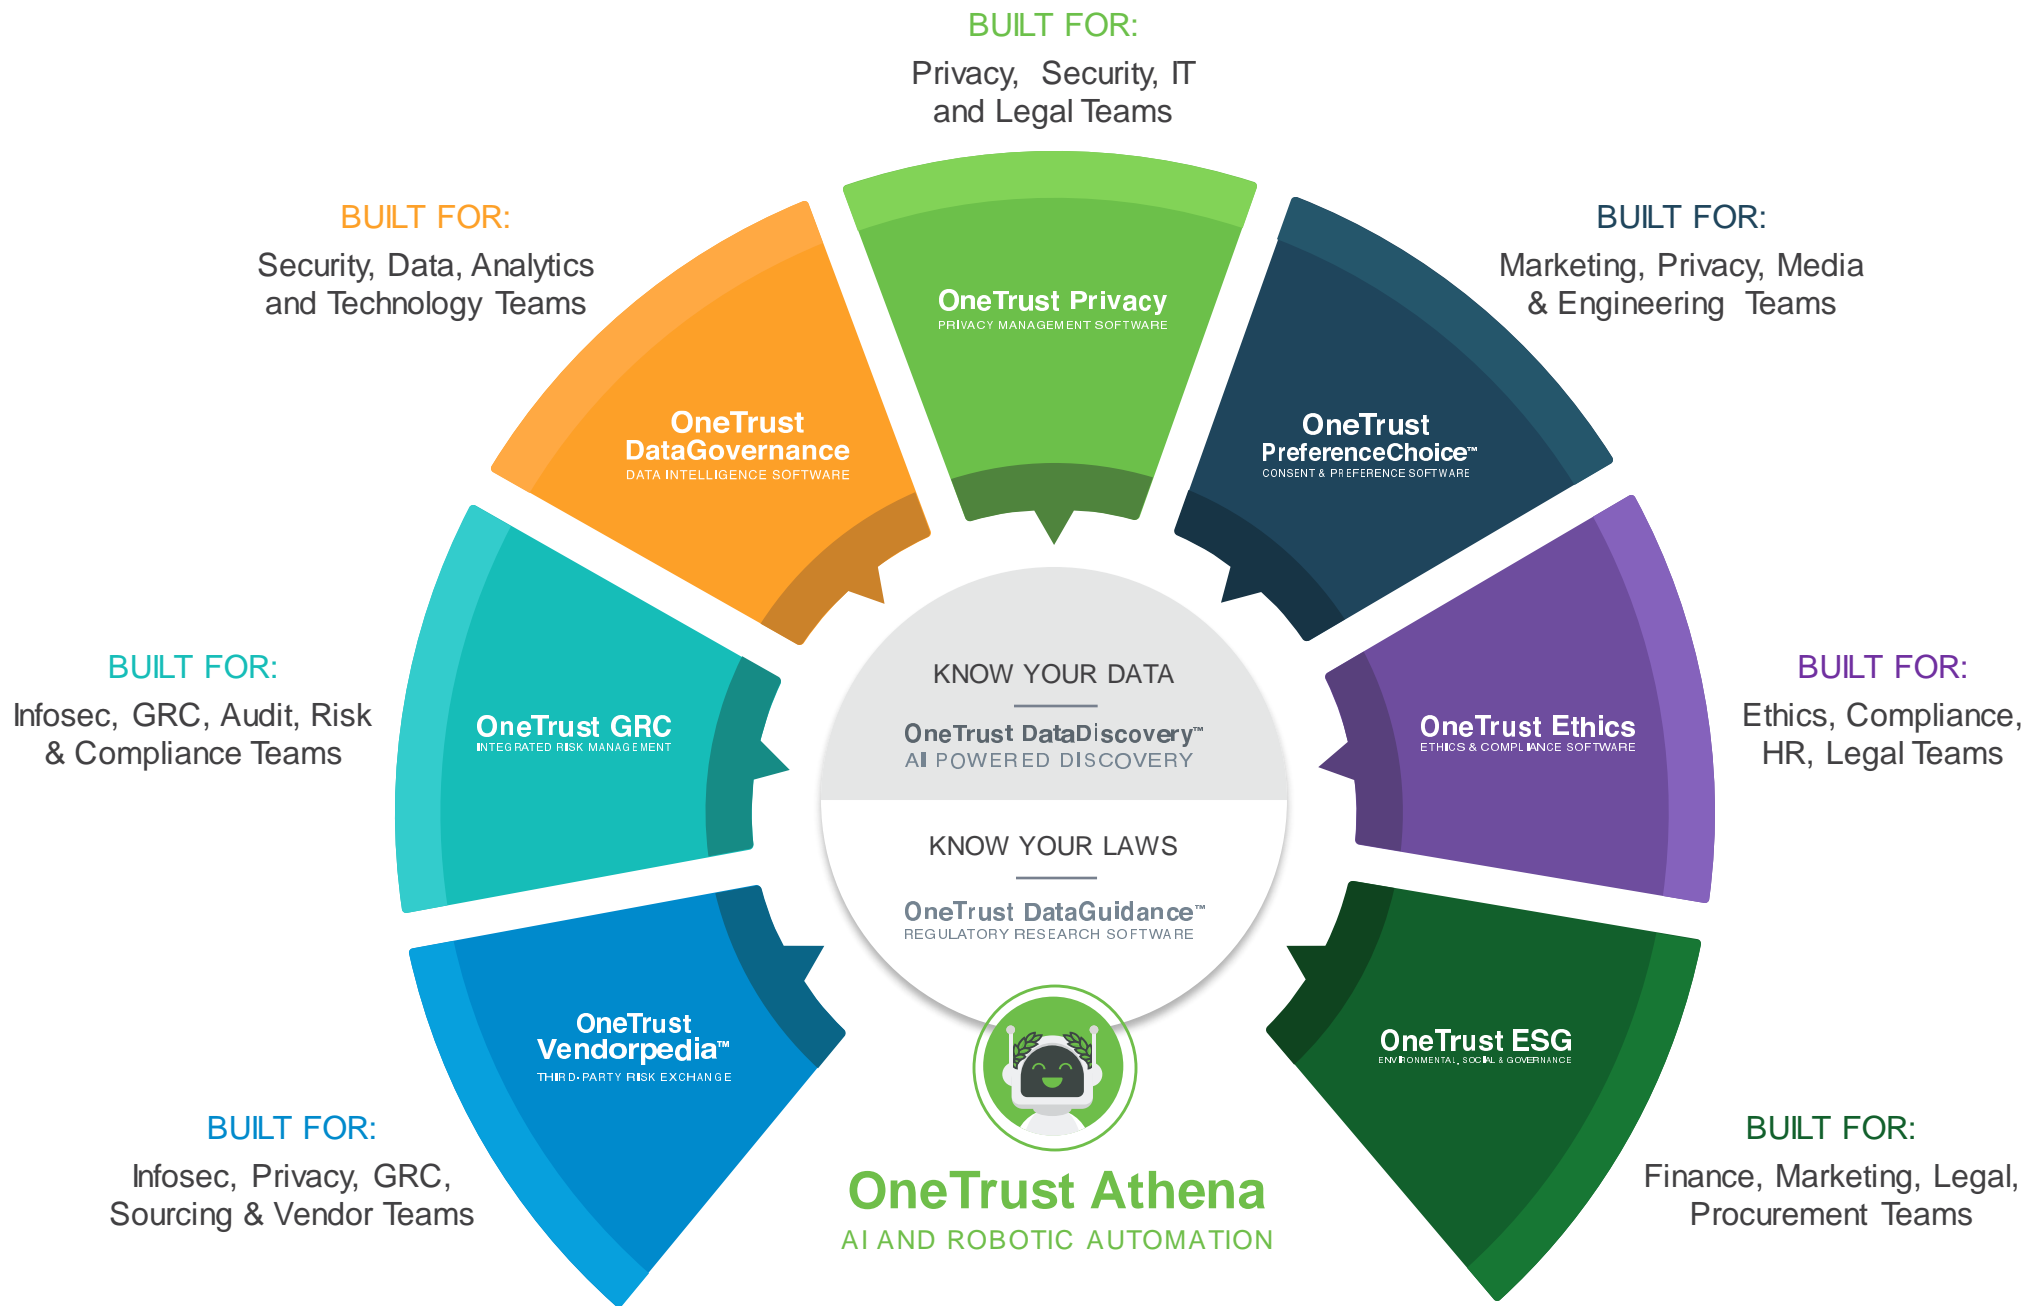 BUILT FOR:
Privacy, Security, IT
and Legal Teams
BUILT FOR:
Security, Data, Analytics
and Technology Teams
BUILT FOR:
Marketing, Privacy, Media
& Engineering Teams
OneTrust Privacy
PRIVACY MANAGEMENT SOFTWARE
OneTrust
DataGovernance
DATA INTELLIGENCE SOFTWARE
OneTrust
PreferenceChoice™
CONSENT & PREFERENCE SOFTWARE
BUILT FOR:
Infosec, GRC, Audit, Risk
& Compliance Teams
OneTrust GRC
INTEGRATED RISK MANAGEMENT
KNOW YOUR DATA
OneTrust DataDiscovery™
AI POWERED DISCOVERY
KNOW YOUR LAWS
OneTrust DataGuidance™
REGULATORY RESEARCH SOFTWARE
OneTrust Ethics
ETHICS & COMPLIANCE SOFTWARE
BUILT FOR:
Ethics, Compliance,
HR, Legal Teams
OneTrust
Vendorpedia™
THIRD-PARTY RISK EXCHANGE
OneTrust ESG
ENVIRONMENTAL, SOCIAL & GOVERNANCE
BUILT FOR:
Infosec, Privacy, GRC,
Sourcing & Vendor Teams
OneTrust Athena
AI AND ROBOTIC AUTOMATION
BUILT FOR:
Finance, Marketing, Legal,
Procurement Teams